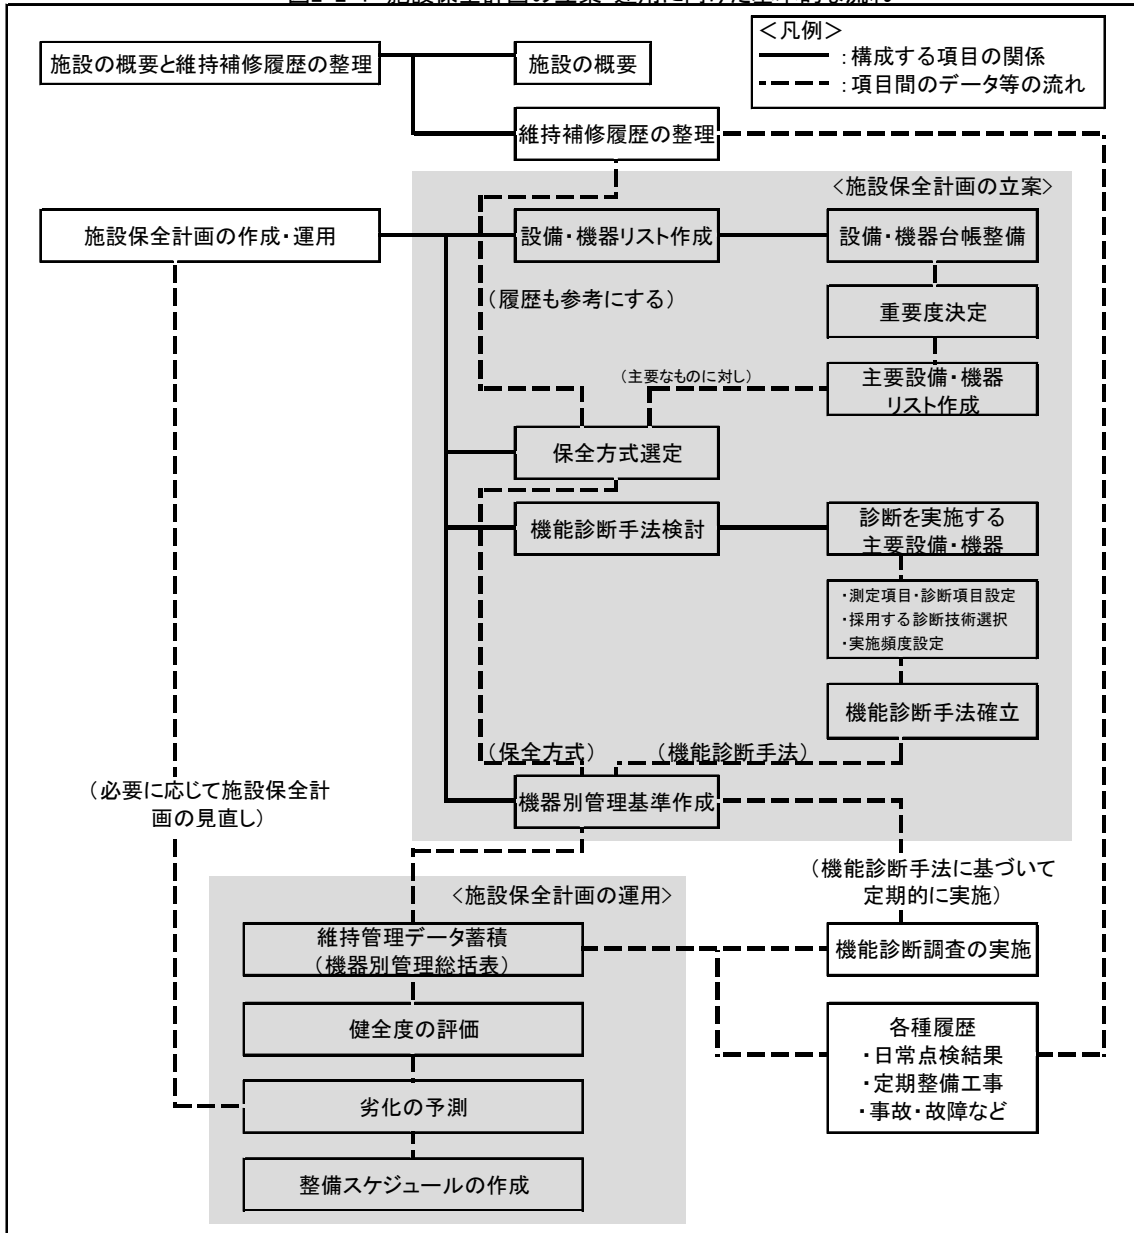 ＜凡例＞
：構成する項目の関係
：項目間のデータ等の流れ
施設の概要と維持補修履歴の整理
施設の概要
維持補修履歴の整理
＜施設保全計画の立案＞
施設保全計画の作成・運用
設備・機器リスト作成
設備・機器台帳整備
（履歴も参考にする）
重要度決定
（主要なものに対し）
主要設備・機器
リスト作成
保全方式選定
機能診断手法検討
診断を実施する
主要設備・機器
・測定項目・診断項目設定
・採用する診断技術選択
・実施頻度設定
機能診断手法確立
（保全方式）
（機能診断手法）
機器別管理基準作成
（必要に応じて施設保全計
画の見直し）
（機能診断手法に基づいて
定期的に実施）
＜施設保全計画の運用＞
維持管理データ蓄積
（機器別管理総括表）
機能診断調査の実施
健全度の評価
各種履歴
・日常点検結果
・定期整備工事
・事故・故障など
劣化の予測
整備スケジュールの作成